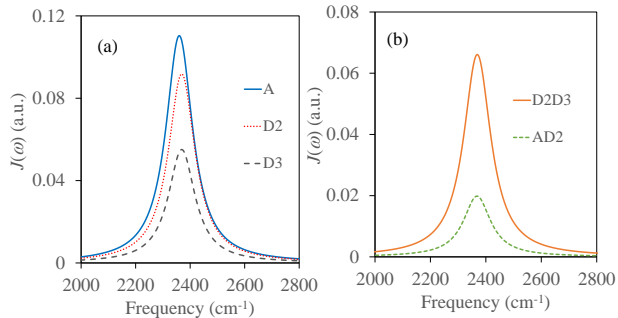 (a)
0.12
0.08
0.04
0
J(ω) (a.u.)
A
D2
D3
2000 2200 2400 2600 2800
Frequency (cm-1)
(b)
0.08
0.06
0.04
0.02
0
J(ω) (a.u.)
D2D3
AD2
2000 2200 2400 2600 2800
Frequency (cm-1)